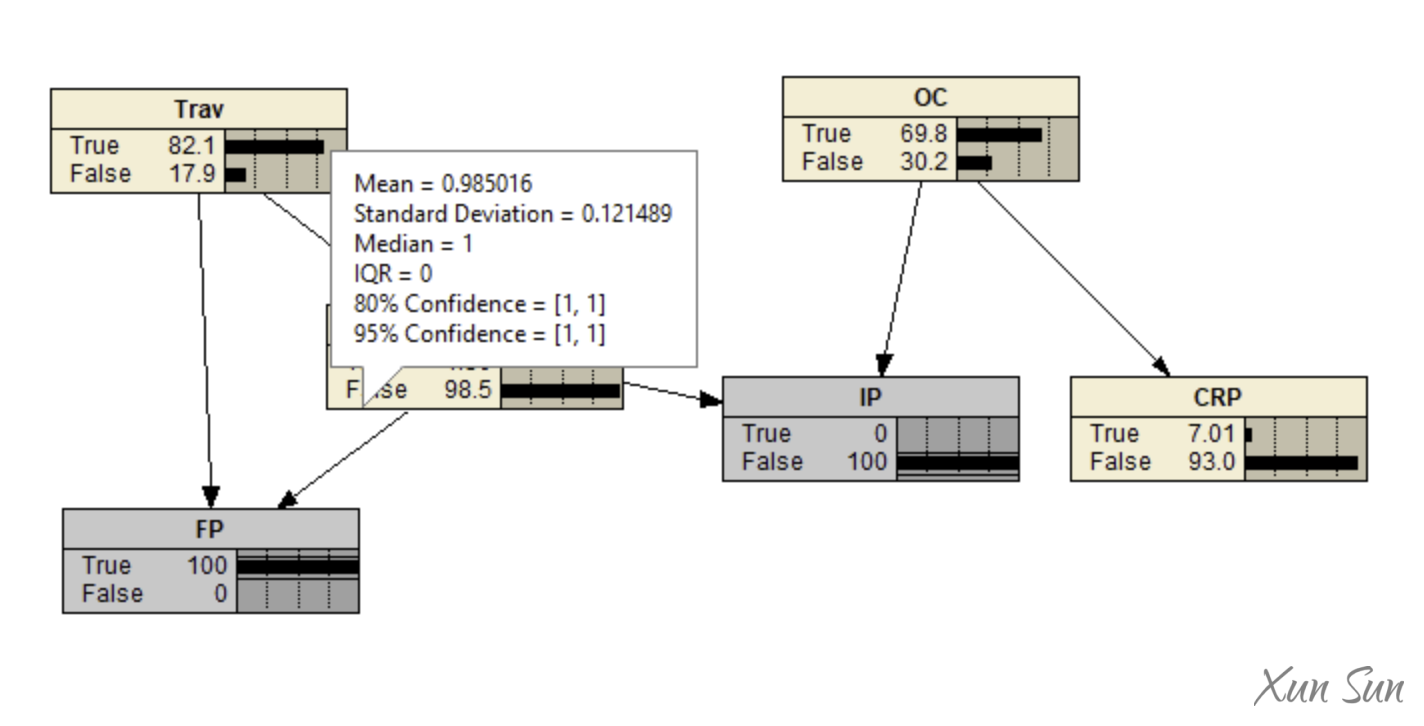 Trav
True 82.1
False 17.9
OC
True 69.8
False 30.2
Mean = 0.985016
Standard Deviation = 0.121489
Median = 1
IQR = 0
80% Confidence = [1, 1]
95% Confidence = [1, 1]
98.5
IP
True 0
False 100
CRP
True 7.01
False 93.0
FP
True 100
False 0
Xun Sun